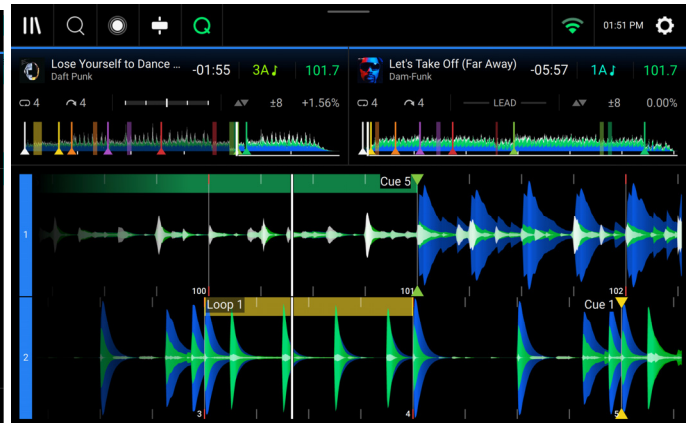 01:51 PM
Lose Yourself to Dance ...
Daft Punk
-01:55
3A
101.7
Let's Take Off (Far Away)
Dam-Funk
-05:57
1A
101.7
4
4
±8
+1.56%
4
4
LEAD
±8
0.00%
Cue 5
1
100
101
102
Loop 1
Cue 1
2
3
4
5